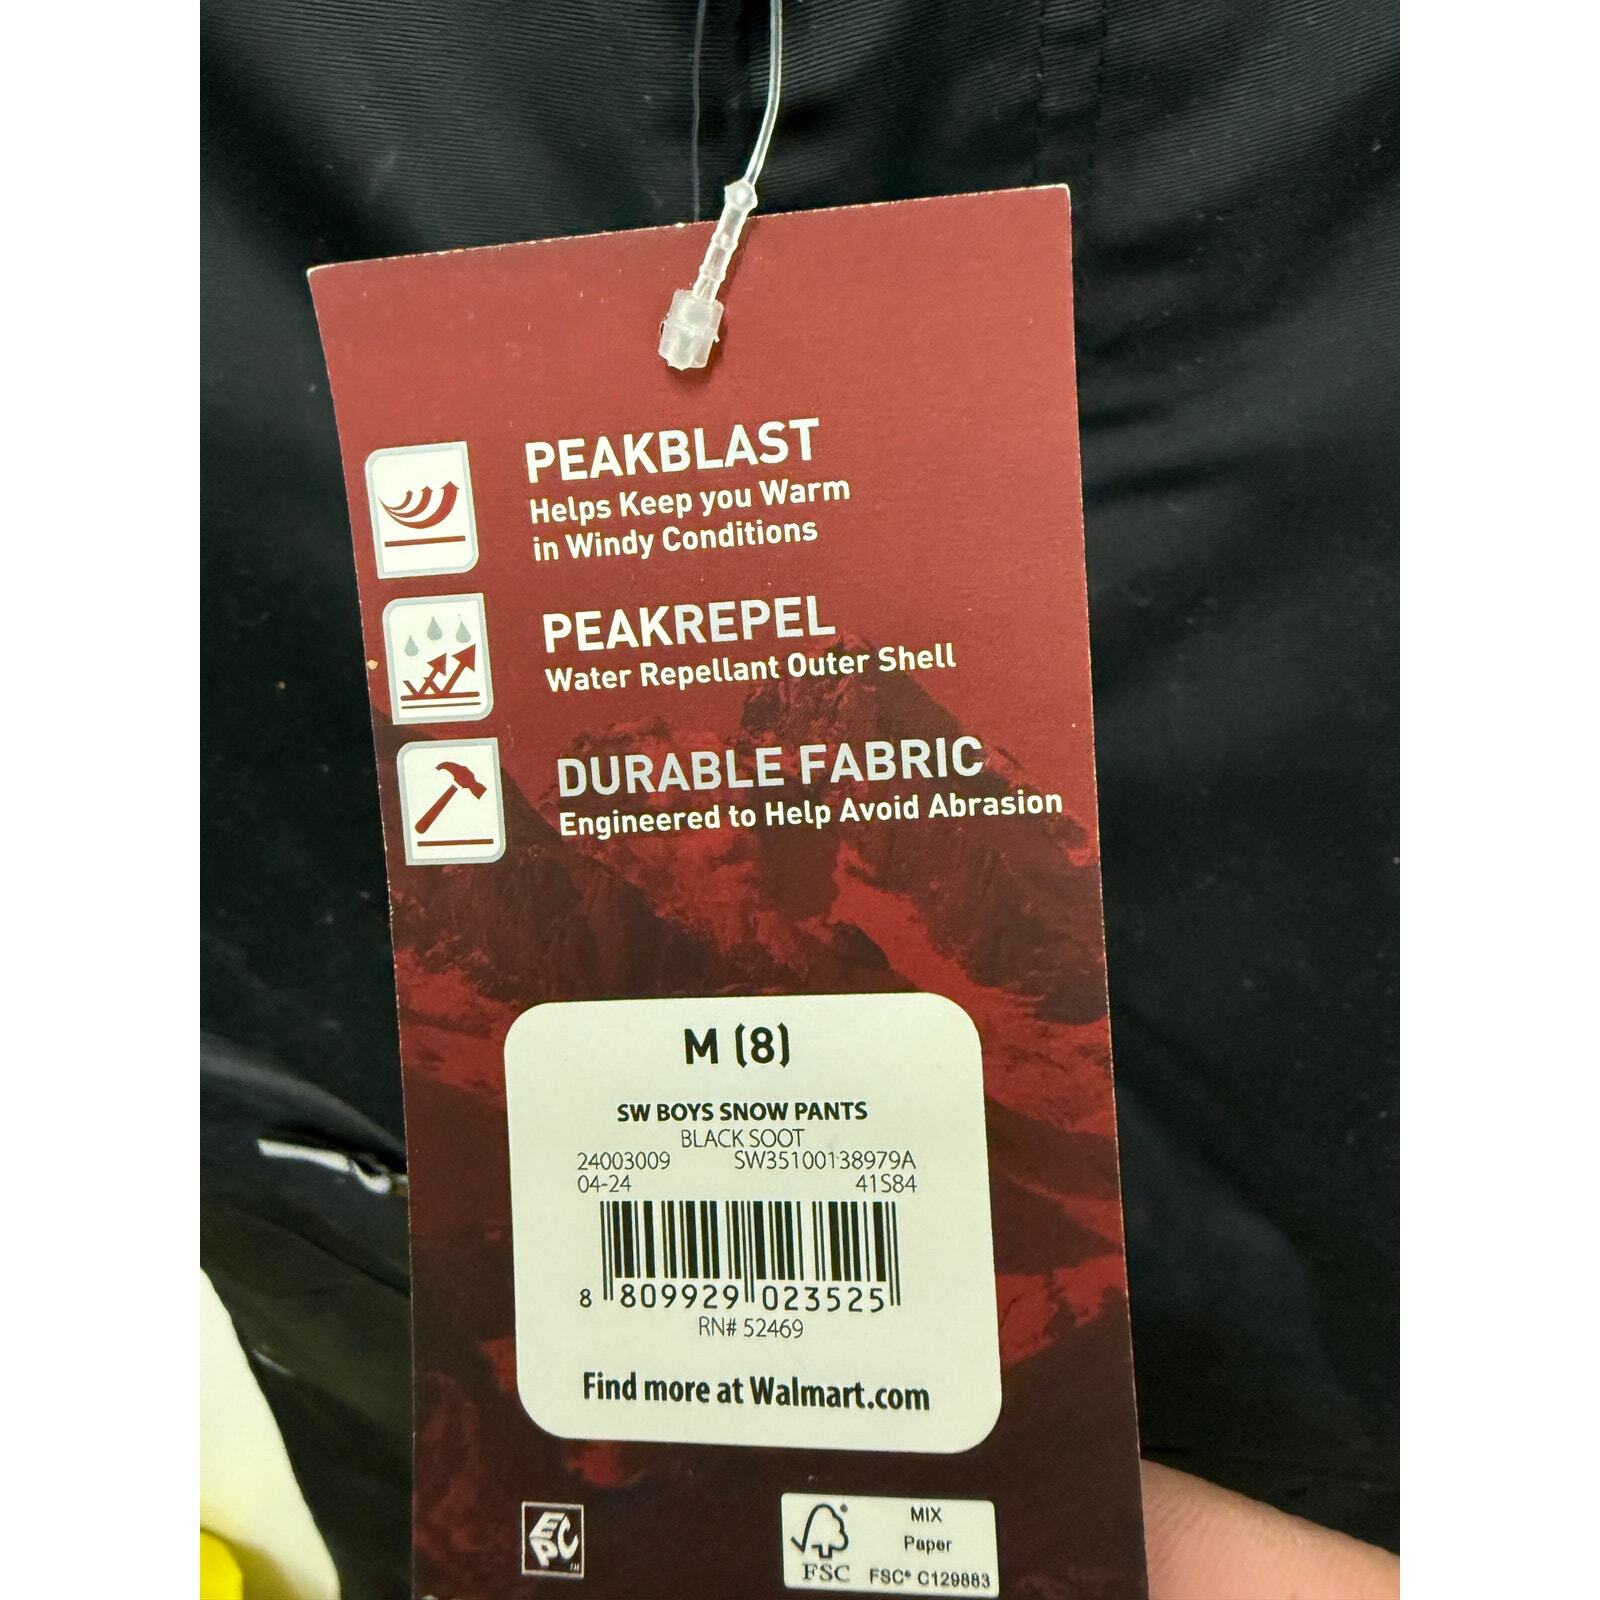 PEAKBLAST
Helps Keep you Warm
in Windy Conditions
PEAKREPEL
Water Repellant Outer Shell
DURABLE FABRIC
Engineered to Help Avoid Abrasion
M (8)
SW BOYS SNOW PANTS
BLACK SOOT
24003009 SW35100138979A
04-24 41S84
8 809929 023525
RN# 52469
Find more at Walmart.com
EPC TM
MIX
Paper
FSC FSC® C129883